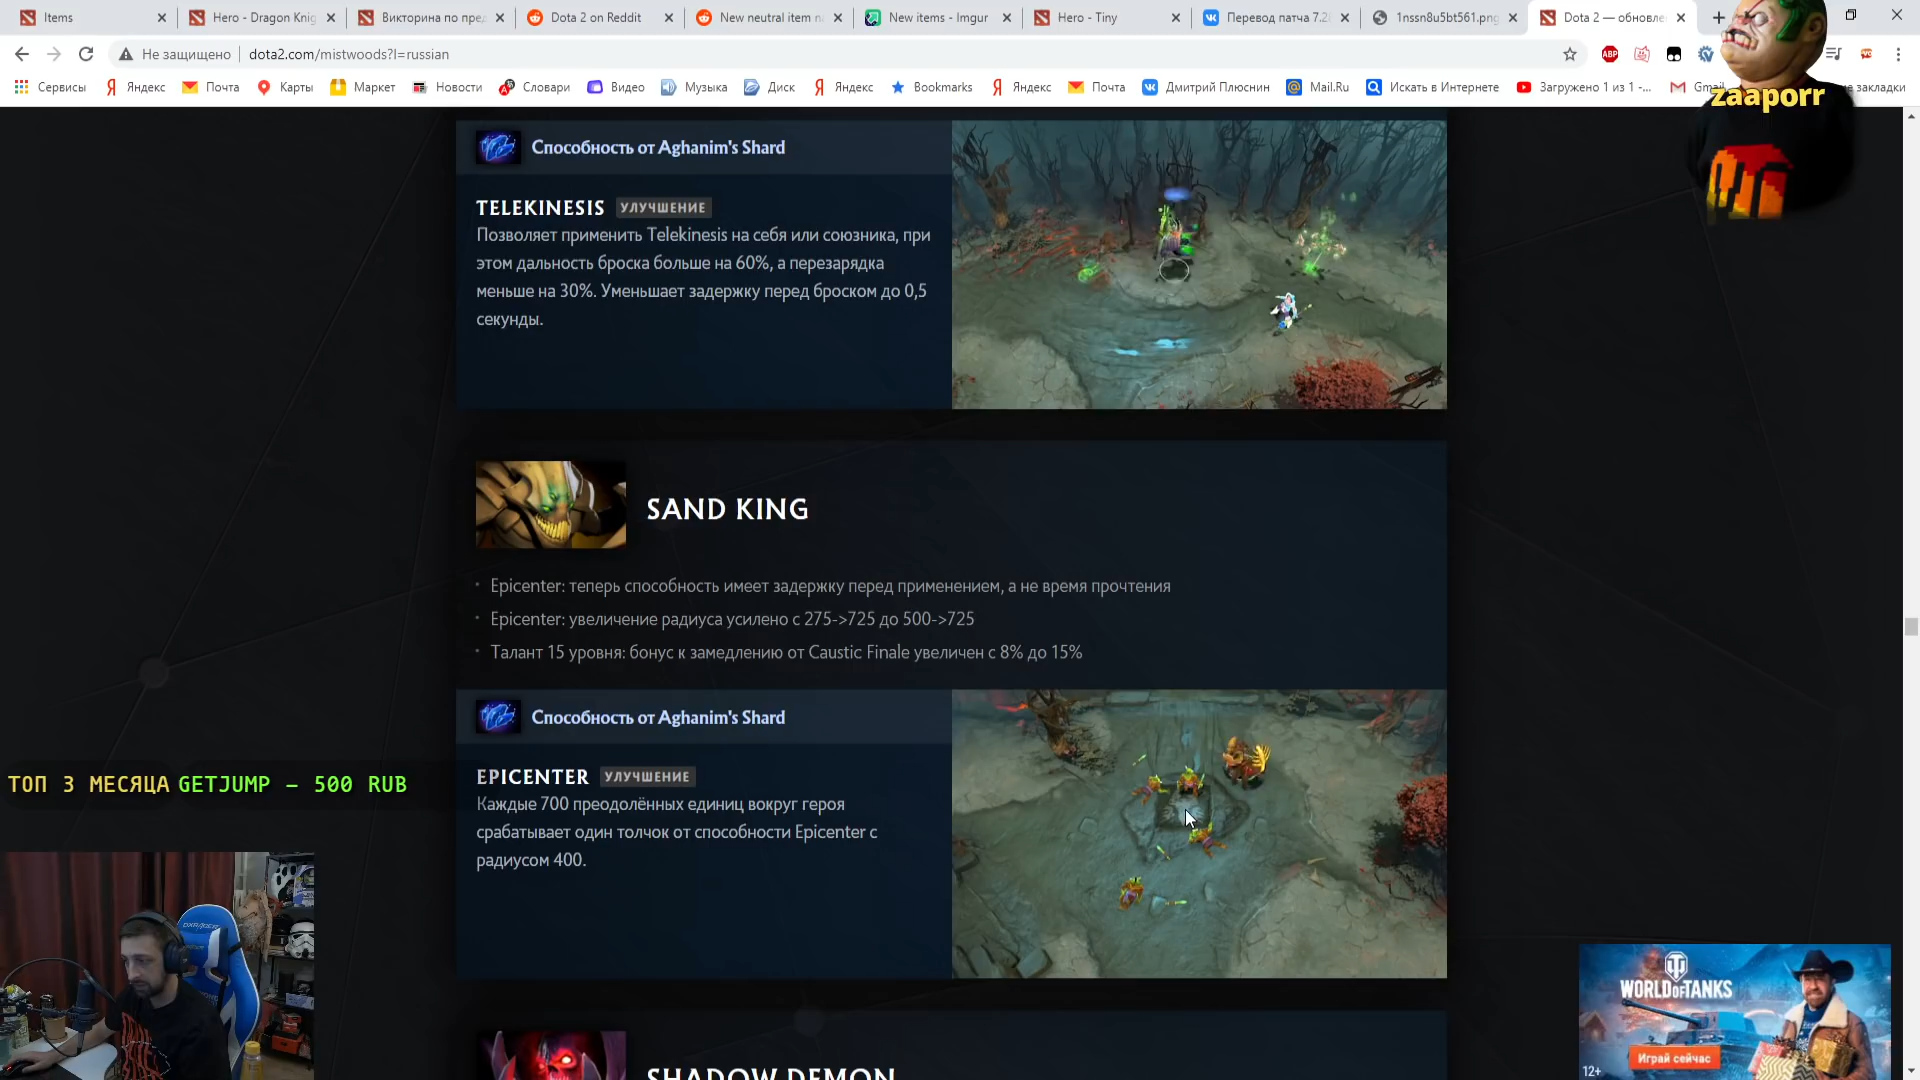 Items
Hero - Dragon Knig
Викторина по пред
Dota 2 on Reddit
New neutral item n
New items - Imgur
Hero - Tiny
Перевод патча 7.2
1nssn8u5bt561.png
Dota 2 — обновле
Не защищено
dota2.com/mistwoods?l=russian
Сервисы
Яндекс
Почта
Карты
Маркет
Новости
Словари
Видео
Музыка
Диск
Яндекс
Bookmarks
Яндекс
Почта
Дмитрий Плюснин
Mail.Ru
Искать в Интернете
Загружено 1 из 1 -...
Gmail
закладки
zaaporr
Способность от Aghanim's Shard
TELEKINESIS УЛУЧШЕНИЕ
Позволяет применить Telekinesis на себя или союзника, при
этом дальность броска больше на 60%, а перезарядка
меньше на 30%. Уменьшает задержку перед броском до 0,5
секунды.
SAND KING
Epicenter: теперь способность имеет задержку перед применением, а не время прочтения
Epicenter: увеличение радиуса усилено с 275->725 до 500->725
Талант 15 уровня: бонус к замедлению от Caustic Finale увеличен с 8% до 15%
Способность от Aghanim's Shard
EPICENTER УЛУЧШЕНИЕ
Каждые 700 преодолённых единиц вокруг героя
срабатывает один толчок от способности Epicenter с
радиусом 400.
ТОП 3 МЕСЯЦА GETJUMP – 500 RUB
SHADOW DEMON
WORLD OF TANKS
Играй сейчас
12+